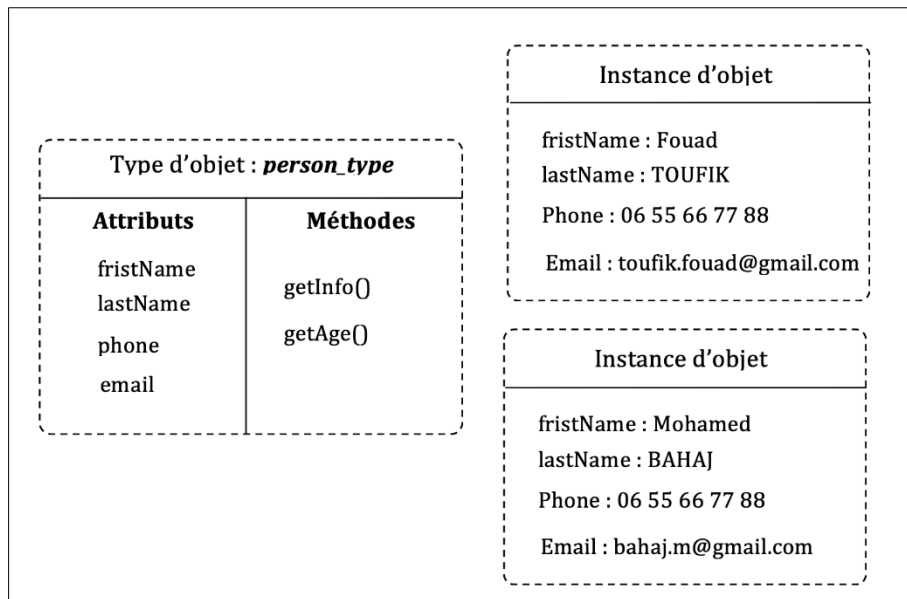 Type d'objet : person_type
Attributs
fristName
lastName
phone
email
Méthodes
getInfo()
getAge()
Instance d'objet
fristName : Fouad
lastName : TOUFIK
Phone : 06 55 66 77 88
Email : toufik.fouad@gmail.com
Instance d'objet
fristName : Mohamed
lastName : BAHAJ
Phone : 06 55 66 77 88
Email : bahaj.m@gmail.com